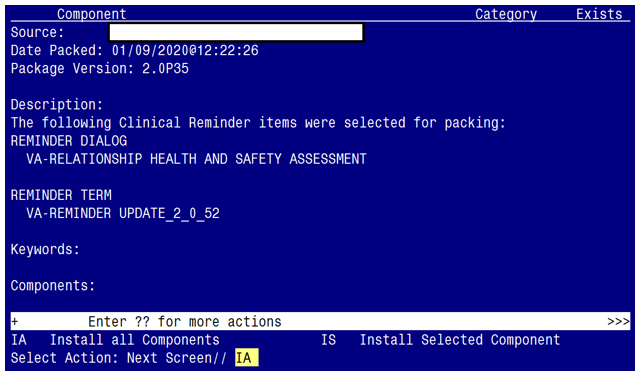 Component Category Exists
Source:
Date Packed: 01/09/2020@12:22:26
Package Version: 2.0P35
Description:
The following Clinical Reminder items were selected for packing:
REMINDER DIALOG
VA-RELATIONSHIP HEALTH AND SAFETY ASSESSMENT
REMINDER TERM
VA-REMINDER UPDATE_2_0_52
Keywords:
Components:
+ Enter ?? for more actions >>>
IA Install all Components IS Install Selected Component
Select Action: Next Screen// IA